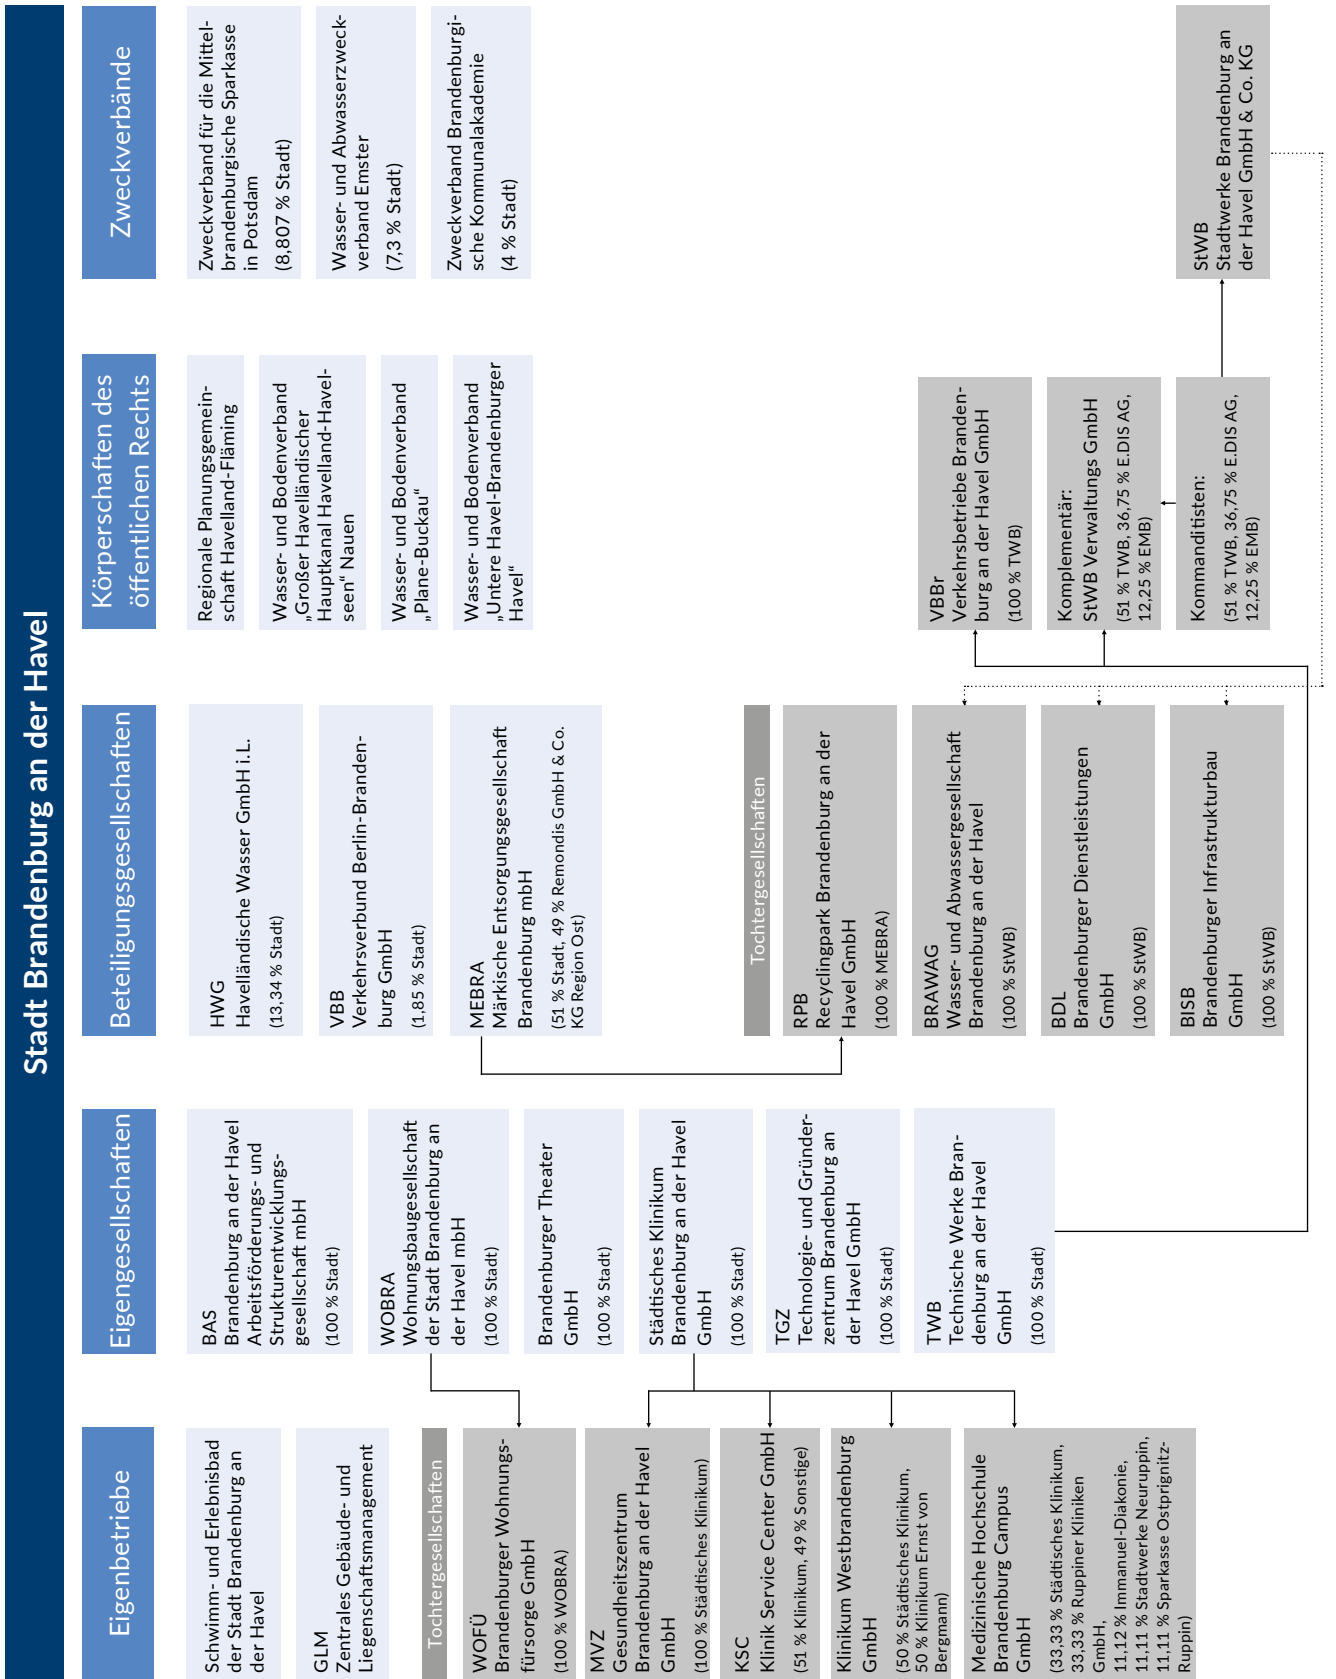 Stadt Brandenburg an der Havel
Eigenbetriebe
Schwimm- und Erlebnisbad
der Stadt Brandenburg an
der Havel
GLM
Zentrales Gebäude- und
Liegenschaftsmanagement
Tochtergesellschaften
WOFÜ
Brandenburger Wohnungs-
fürsorge GmbH
(100 % WOBRA)
MVZ
Gesundheitszentrum
Brandenburg an der Havel
GmbH
(100 % Städtisches Klinikum)
KSC
Klinik Service Center GmbH
(51 % Klinikum, 49 % Sonstige)
Klinikum Westbrandenburg
GmbH
(50 % Städtisches Klinikum,
50 % Klinikum Ernst von
Bergmann)
Medizinische Hochschule
Brandenburg Campus
GmbH
(33,33 % Städtisches Klinikum,
33,33 % Ruppiner Kliniken
GmbH,
11,12 % Immanuel-Diakonie,
11,11 % Stadtwerke Neuruppin,
11,11 % Sparkasse Ostprignitz-
Ruppin)
Eigengesellschaften
BAS
Brandenburg an der Havel
Arbeitsförderungs- und
Strukturentwicklungs-
gesellschaft mbH
(100 % Stadt)
WOBRA
Wohnungsbaugesellschaft
der Stadt Brandenburg an
der Havel mbH
(100 % Stadt)
Brandenburger Theater
GmbH
(100 % Stadt)
Städtisches Klinikum
Brandenburg an der Havel
GmbH
(100 % Stadt)
TGZ
Technologie- und Gründer-
zentrum Brandenburg an
der Havel GmbH
(100 % Stadt)
TWB
Technische Werke Bran-
denburg an der Havel
GmbH
(100 % Stadt)
Beteiligungsgesellschaften
HWG
Havelländische Wasser GmbH i.L.
(13,34 % Stadt)
VBB
Verkehrsverbund Berlin-Branden-
burg GmbH
(1,85 % Stadt)
MEBRA
Märkische Entsorgungsgesellschaft
Brandenburg mbH
(51 % Stadt, 49 % Remondis GmbH & Co.
KG Region Ost)
Tochtergesellschaften
RPB
Recyclingpark Brandenburg an der
Havel GmbH
(100 % MEBRA)
BRAWAG
Wasser- und Abwassergesellschaft
Brandenburg an der Havel
(100 % StWB)
BDL
Brandenburger Dienstleistungen
GmbH
(100 % StWB)
BISB
Brandenburger Infrastrukturbau
GmbH
(100 % StWB)
Körperschaften des
öffentlichen Rechts
Regionale Planungsgemein-
schaft Havelland-Fläming
Wasser- und Bodenverband
„Großer Havelländischer
Hauptkanal Havelland-Havel-
seen“ Nauen
Wasser- und Bodenverband
„Plane-Buckau“
Wasser- und Bodenverband
„Untere Havel-Brandenburger
Havel“
VBBr
Verkehrsbetriebe Branden-
burg an der Havel GmbH
(100 % TWB)
Komplementär:
StWB Verwaltungs GmbH
(51 % TWB, 36,75 % E.DIS AG,
12,25 % EMB)
Kommanditisten:
(51 % TWB, 36,75 % E.DIS AG,
12,25 % EMB)
Zweckverbände
Zweckverband für die Mittel-
brandenburgische Sparkasse
in Potsdam
(8,807 % Stadt)
Wasser- und Abwasserzweck-
verband Emster
(7,3 % Stadt)
Zweckverband Brandenburgi-
sche Kommunalakademie
(4 % Stadt)
StWB
Stadtwerke Brandenburg an
der Havel GmbH & Co. KG